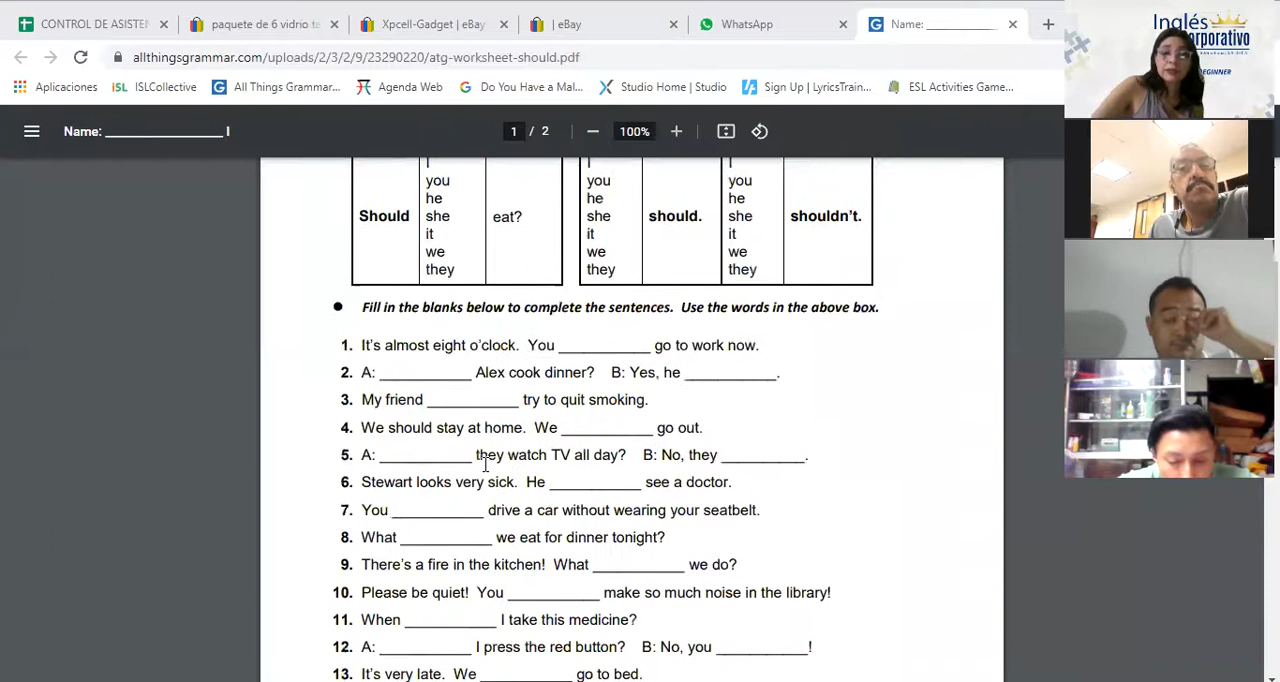 CONTROL DE ASISTE
paquete de 6 vidrio te
Xpcell-Gadget | eBay
| eBay
WhatsApp
Name: ____________
allthingsgrammar.com/uploads/2/3/2/9/23290220/atg-worksheet-should.pdf
Aplicaciones
ISL ISLCollective
All Things Grammar...
Agenda Web
Do You Have a Mal...
Studio Home | Studio
Sign Up | LyricsTrain...
ESL Activities Game...
Inglés
orporativo
BEGINNER
Name: ________________ I
1 / 2
100%
Should
I
you
he
she
it
we
they
eat?
I
you
he
she
it
we
they
should.
I
you
he
she
it
we
they
shouldn't.
● Fill in the blanks below to complete the sentences. Use the words in the above box.
1. It's almost eight o'clock. You ___________ go to work now.
2. A: ___________ Alex cook dinner? B: Yes, he ___________.
3. My friend ___________ try to quit smoking.
4. We should stay at home. We ___________ go out.
5. A: ___________ they watch TV all day? B: No, they __________.
6. Stewart looks very sick. He ___________ see a doctor.
7. You ___________ drive a car without wearing your seatbelt.
8. What ___________ we eat for dinner tonight?
9. There's a fire in the kitchen! What ___________ we do?
10. Please be quiet! You ___________ make so much noise in the library!
11. When ___________ I take this medicine?
12. A: ___________ I press the red button? B: No, you ___________!
13. It's very late. We ___________ go to bed.